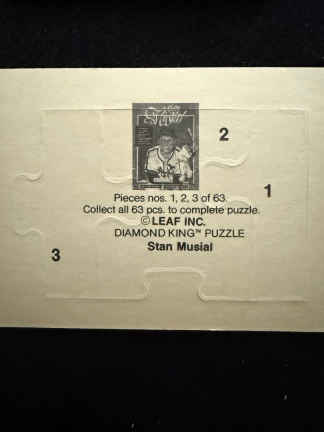 2
Pieces nos. 1, 2, 3 of 63
1
Collect all 63 pcs. to complete puzzle.
©LEAF INC.
DIAMOND KING™ PUZZLE
3
Stan Musial